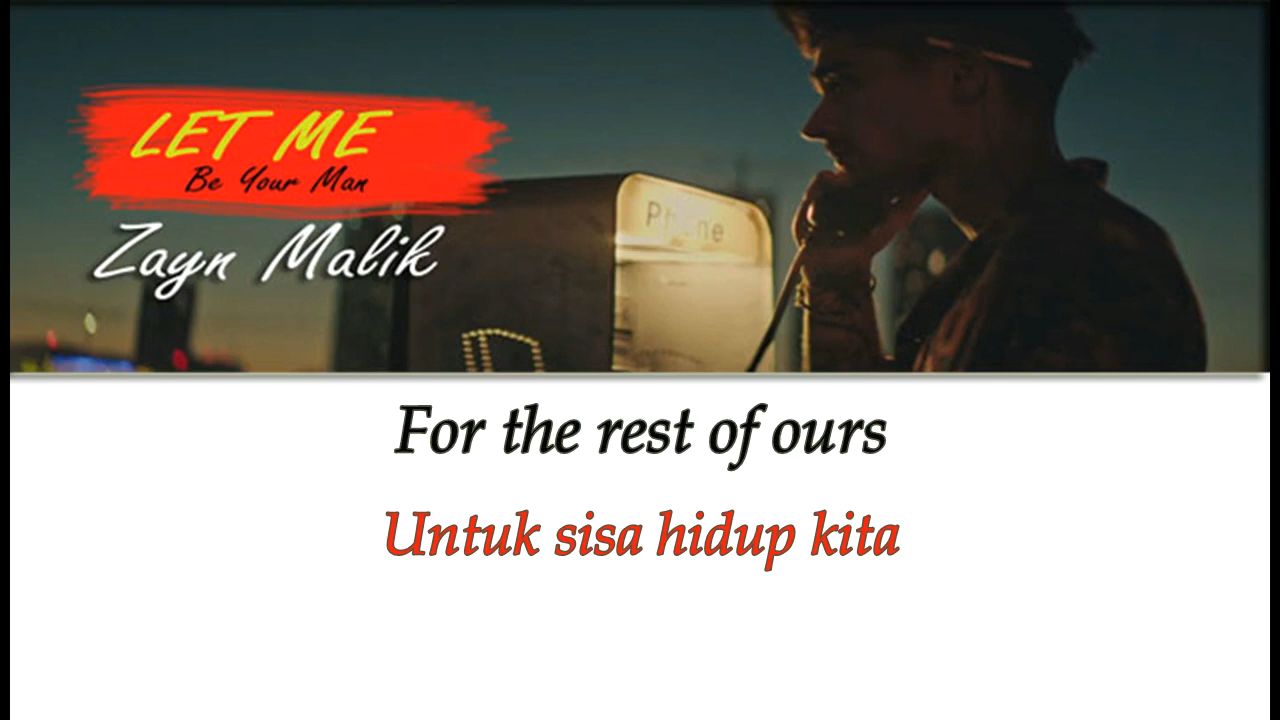 LET ME
Be Your Man
Zayn Malik
Phone
For the rest of ours
Untuk sisa hidup kita